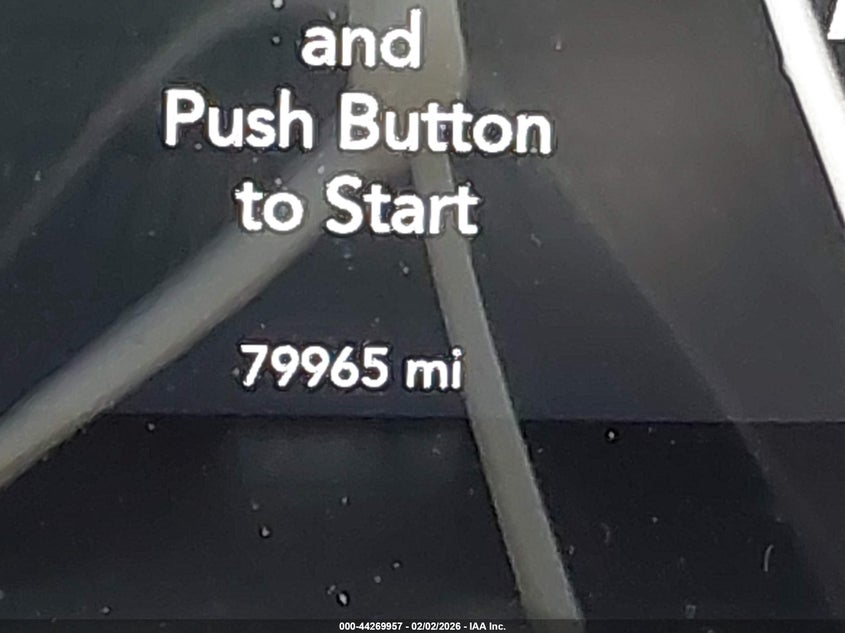 and
Push Button
to Start
79965 mi
000-44269957 - 02/02/2026 - IAA Inc.